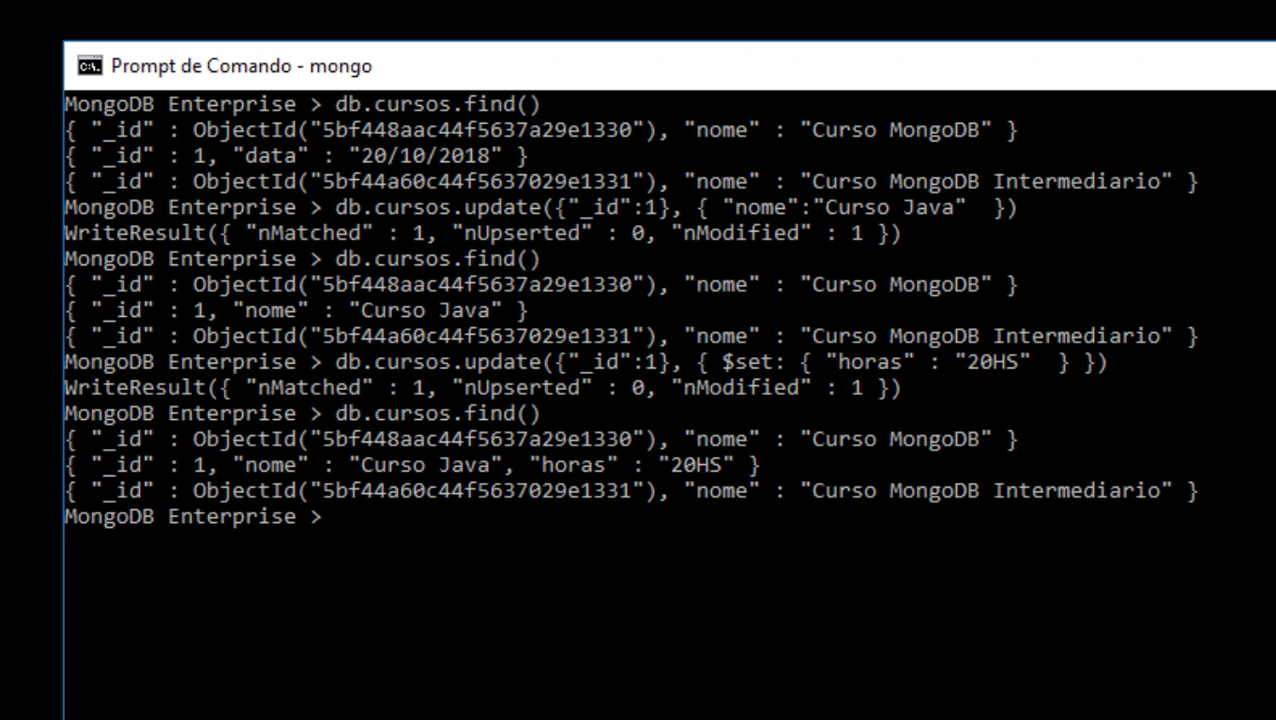 Prompt de Comando - mongo
MongoDB Enterprise > db.cursos.find()
{ "_id" : ObjectId("5bf448aac44f5637a29e1330"), "nome" : "Curso MongoDB" }
{ "_id" : 1, "data" : "20/10/2018" }
{ "_id" : ObjectId("5bf44a60c44f5637029e1331"), "nome" : "Curso MongoDB Intermediario" }
MongoDB Enterprise > db.cursos.update({"_id":1}, { "nome":"Curso Java"  })
WriteResult({ "nMatched" : 1, "nUpserted" : 0, "nModified" : 1 })
MongoDB Enterprise > db.cursos.find()
{ "_id" : ObjectId("5bf448aac44f5637029e1330"), "nome" : "Curso MongoDB" }
{ "_id" : 1, "nome" : "Curso Java" }
{ "_id" : ObjectId("5bf44a60c44f5637029e1331"), "nome" : "Curso MongoDB Intermediario" }
MongoDB Enterprise > db.cursos.update({"_id":1}, { $set: { "horas" : "20HS"  } })
WriteResult({ "nMatched" : 1, "nUpserted" : 0, "nModified" : 1 })
MongoDB Enterprise > db.cursos.find()
{ "_id" : ObjectId("5bf448aac44f5637029e1330"), "nome" : "Curso MongoDB" }
{ "_id" : 1, "nome" : "Curso Java", "horas" : "20HS" }
{ "_id" : ObjectId("5bf44a60c44f5637029e1331"), "nome" : "Curso MongoDB Intermediario" }
MongoDB Enterprise >